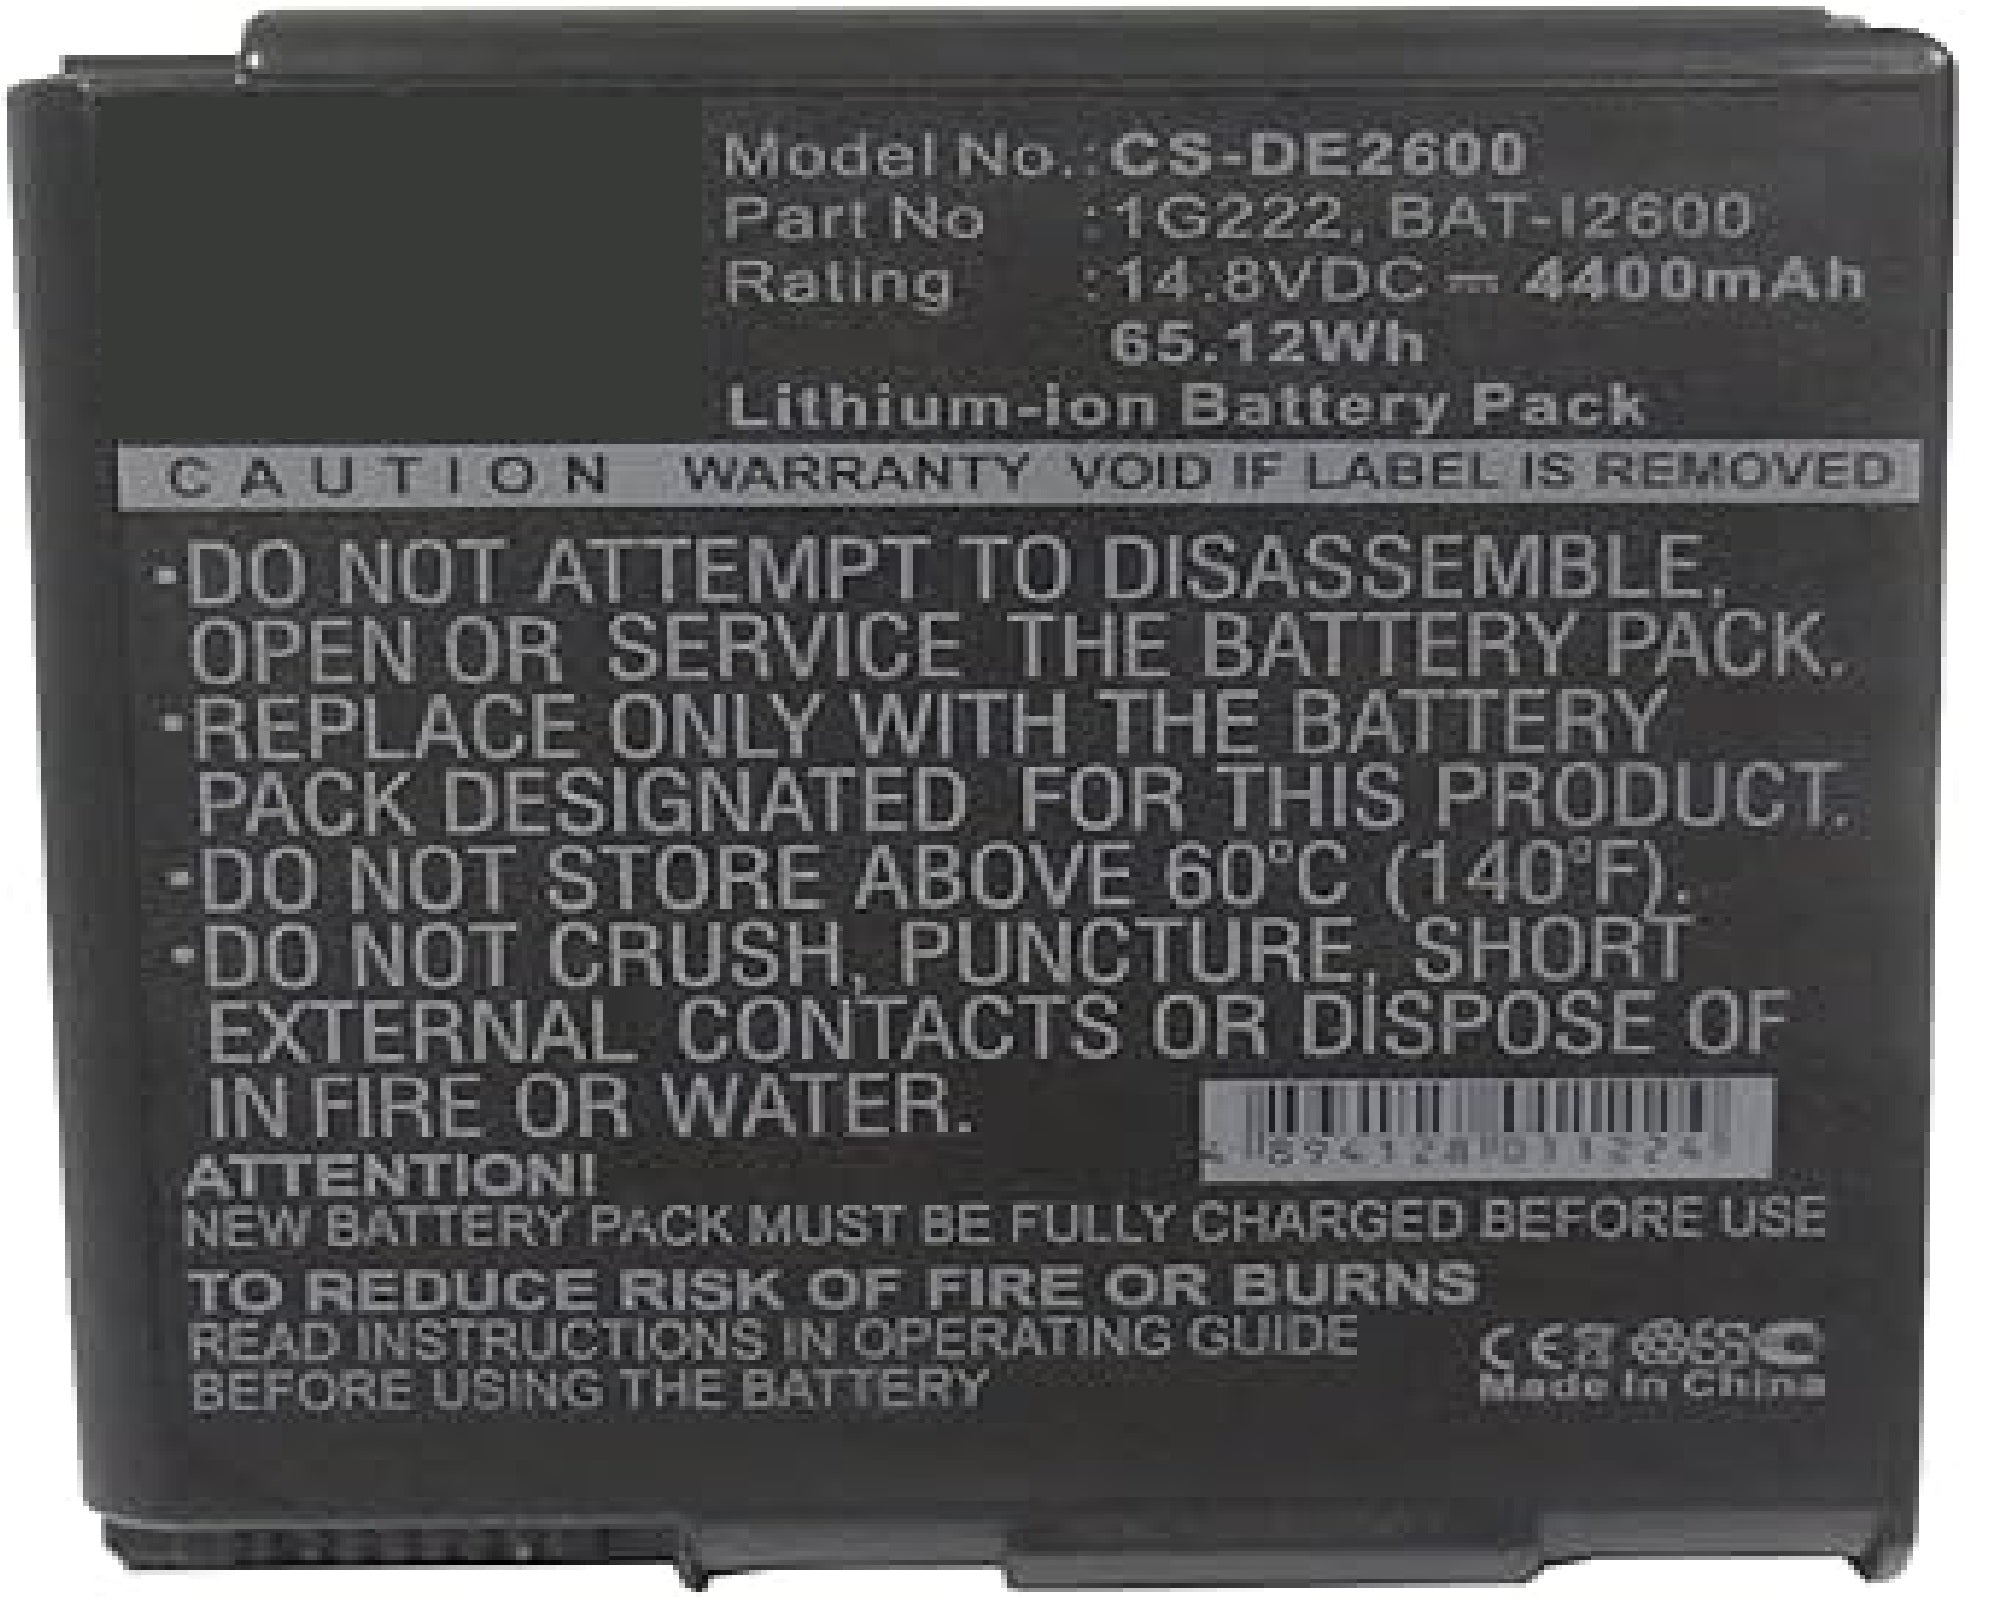 Model No.: CS-DE2600
Part No : 1G222, BAT-I2600
Rating : 14.8VDC ⎓ 4400mAh
65.12Wh
Lithium-ion Battery Pack
CAUTION WARRANTY VOID IF LABEL IS REMOVED
·DO NOT ATTEMPT TO DISASSEMBLE,
OPEN OR SERVICE THE BATTERY PACK.
·REPLACE ONLY WITH THE BATTERY
PACK DESIGNATED FOR THIS PRODUCT.
·DO NOT STORE ABOVE 60°C (140°F).
·DO NOT CRUSH, PUNCTURE, SHORT
EXTERNAL CONTACTS OR DISPOSE OF
IN FIRE OR WATER.
4 894128 011224
ATTENTION!
NEW BATTERY PACK MUST BE FULLY CHARGED BEFORE USE
TO REDUCE RISK OF FIRE OR BURNS
READ INSTRUCTIONS IN OPERATING GUIDE
BEFORE USING THE BATTERY
CE
Made In China